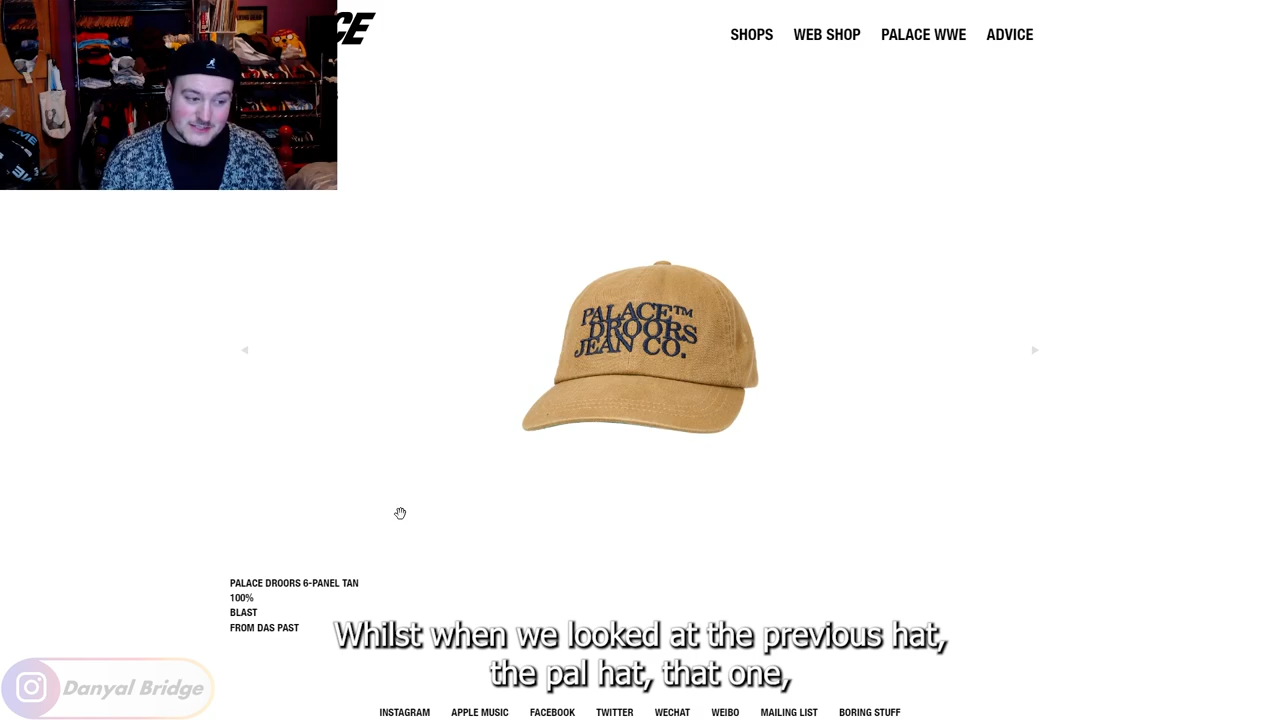 CE
SHOPS WEB SHOP PALACE WWE ADVICE
PALACE™
DROORS
JEAN CO.
PALACE DROORS 6-PANEL TAN
100%
BLAST
FROM DAS PAST
Whilst when we looked at the previous hat,
the pal hat, that one,
Danyal Bridge
INSTAGRAM APPLE MUSIC FACEBOOK TWITTER WECHAT WEIBO MAILING LIST BORING STUFF